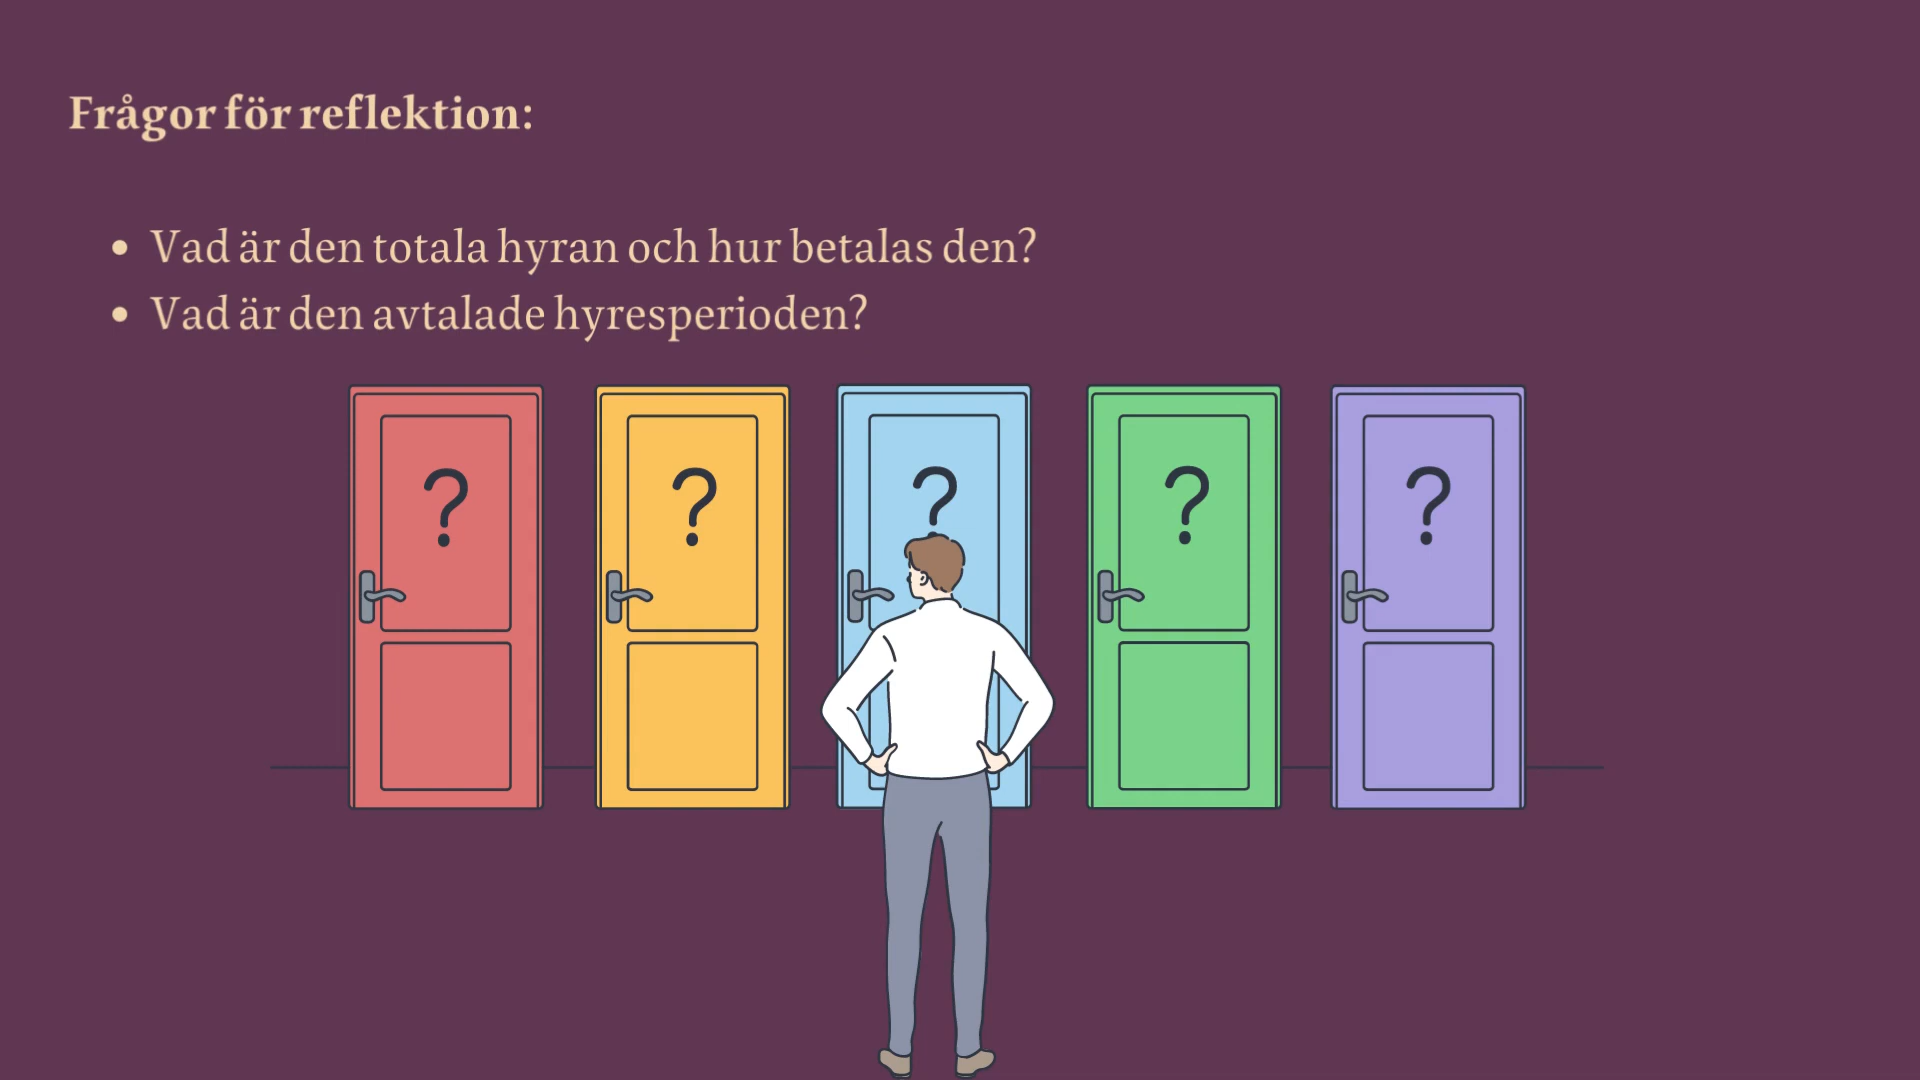 Frågor för reflektion:
• Vad är den totala hyran och hur betalas den?
• Vad är den avtalade hyresperioden?
? ? ? ? ?